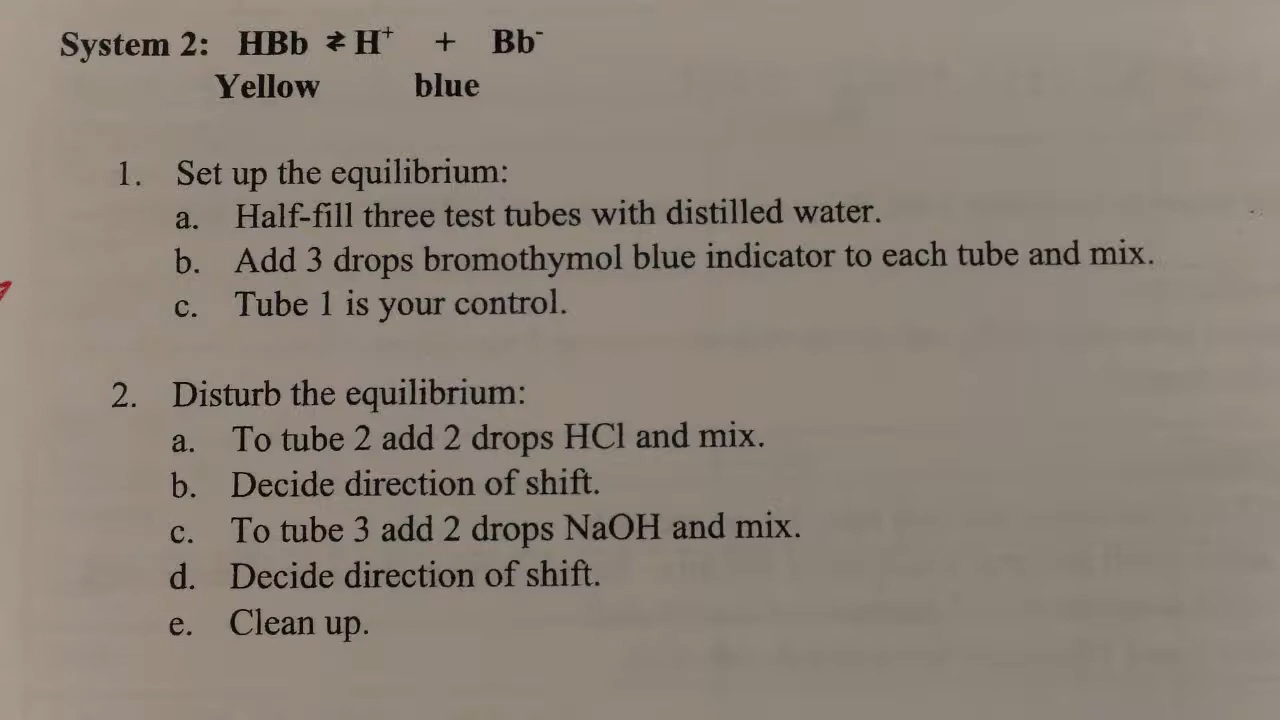 System 2: HBb ⇄ H⁺ + Bb⁻
Yellow blue
1. Set up the equilibrium:
a. Half-fill three test tubes with distilled water.
b. Add 3 drops bromothymol blue indicator to each tube and mix.
c. Tube 1 is your control.
2. Disturb the equilibrium:
a. To tube 2 add 2 drops HCl and mix.
b. Decide direction of shift.
c. To tube 3 add 2 drops NaOH and mix.
d. Decide direction of shift.
e. Clean up.